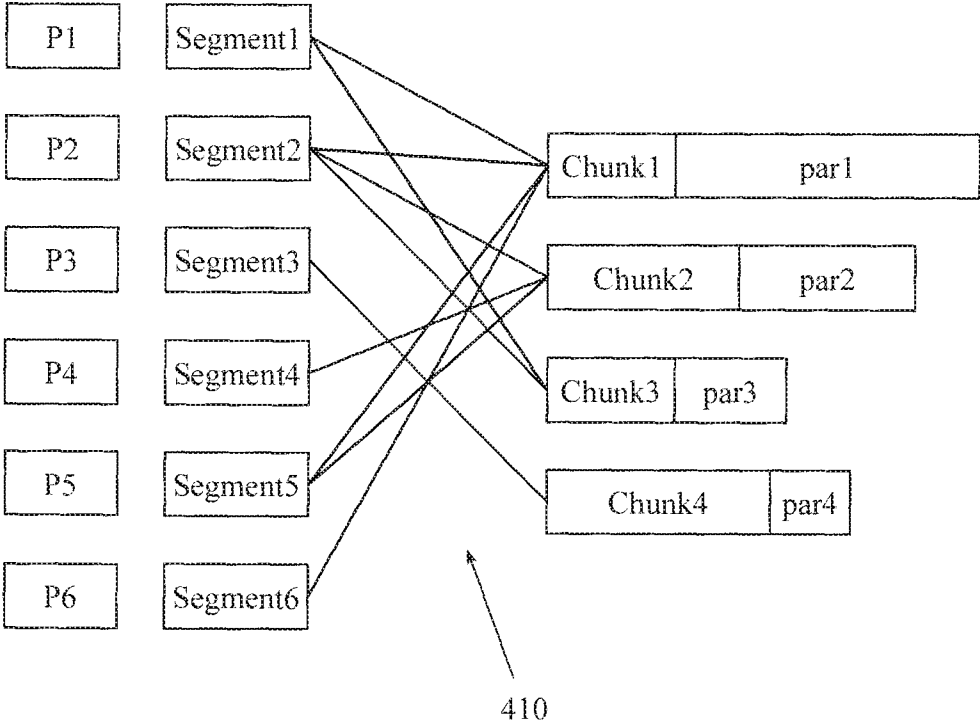 P1 Segment1
P2 Segment2
Chunk1 par1
P3 Segment3
Chunk2 par2
P4 Segment4
Chunk3 par3
P5 Segment5
Chunk4 par4
P6 Segment6
410